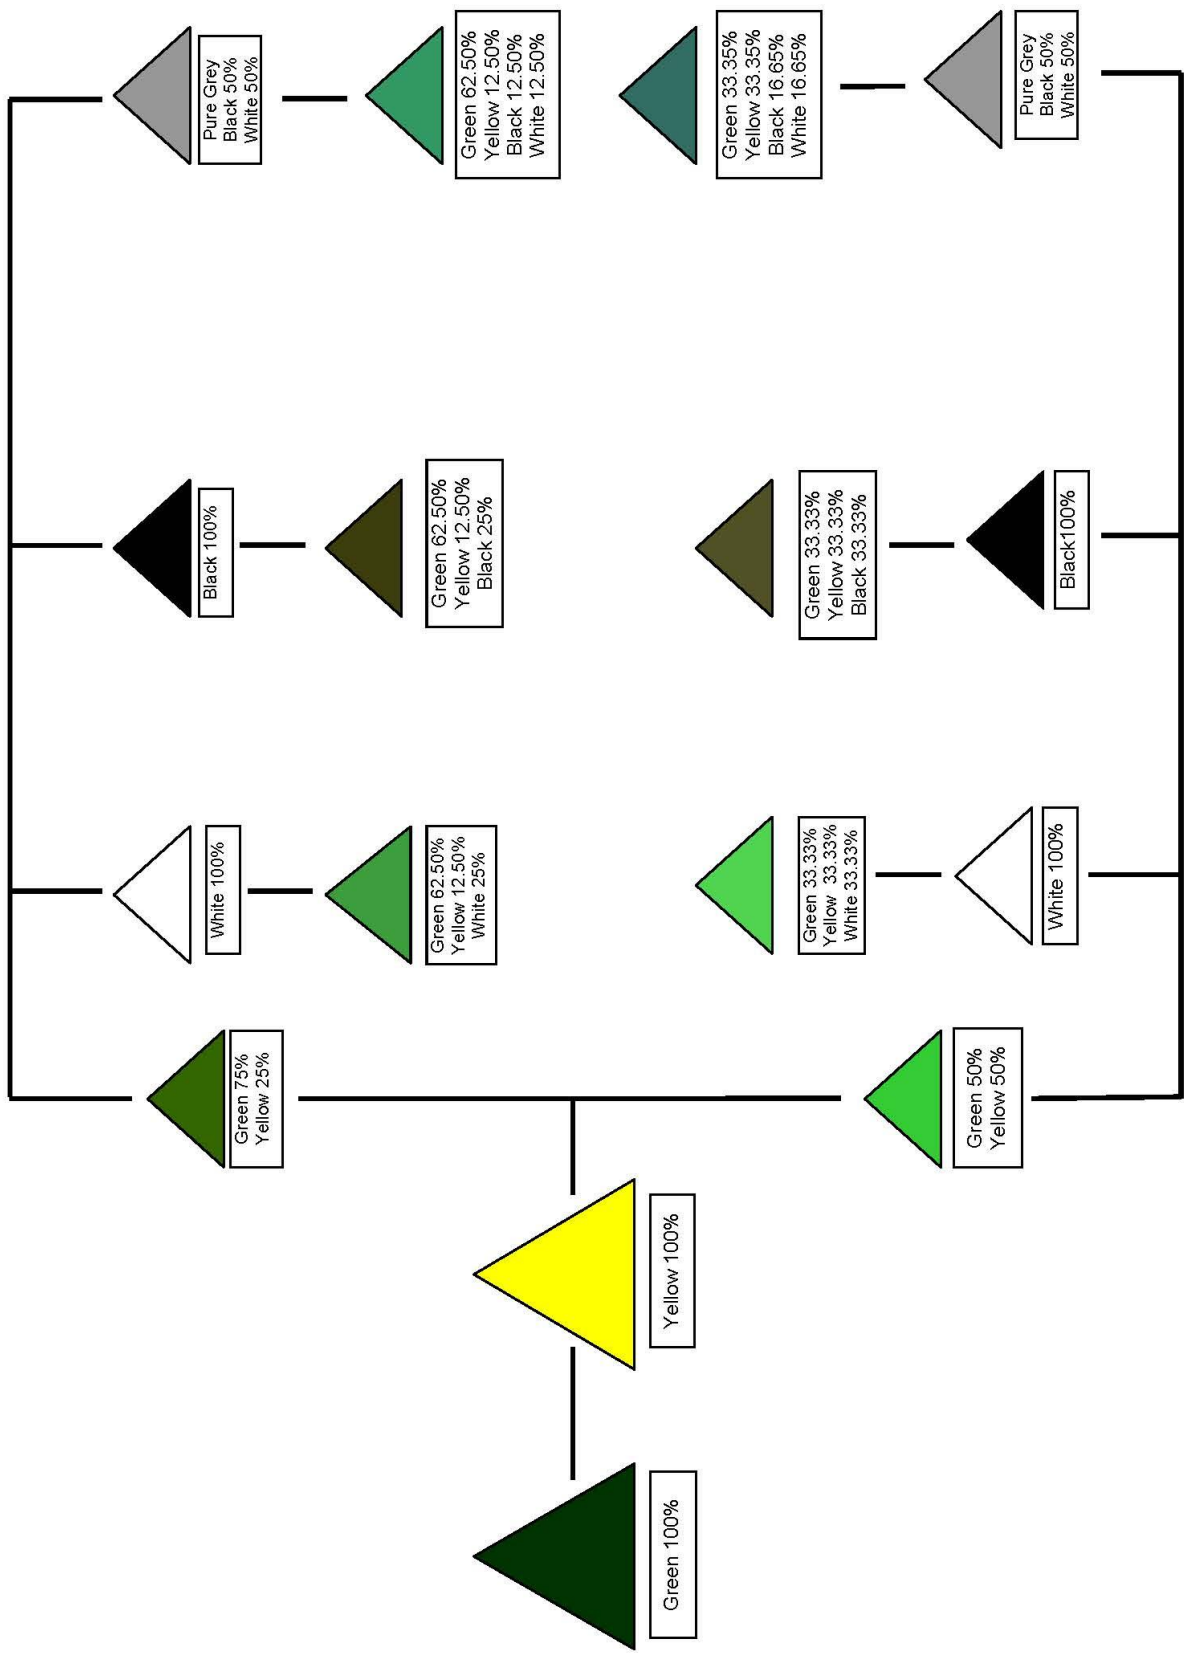 Pure Grey
Black 50%
White 50%
Green 62.50%
Yellow 12.50%
Black 12.50%
White 12.50%
Green 33.35%
Yellow 33.35%
Black 16.65%
White 16.65%
Pure Grey
Black 50%
White 50%
Black 100%
Green 62.50%
Yellow 12.50%
Black 25%
Green 33.33%
Yellow 33.33%
Black 33.33%
Black100%
White 100%
Green 62.50%
Yellow 12.50%
White 25%
Green 33.33%
Yellow 33.33%
White 33.33%
White 100%
Green 75%
Yellow 25%
Green 50%
Yellow 50%
Yellow 100%
Green 100%